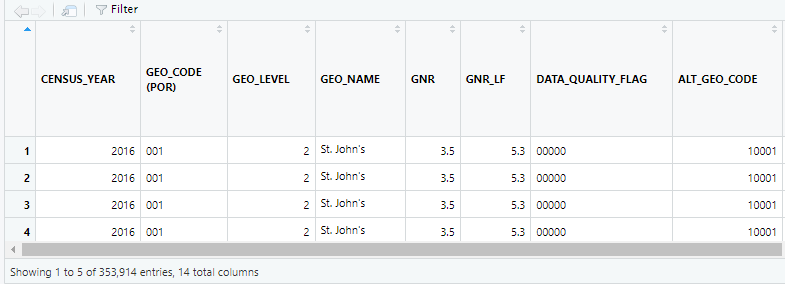 Filter
CENSUS_YEAR GEO_CODE (POR) GEO_LEVEL GEO_NAME GNR GNR_LF DATA_QUALITY_FLAG ALT_GEO_CODE
1 2016 001 2 St. John's 3.5 5.3 00000 10001
2 2016 001 2 St. John's 3.5 5.3 00000 10001
3 2016 001 2 St. John's 3.5 5.3 00000 10001
4 2016 001 2 St. John's 3.5 5.3 00000 10001
Showing 1 to 5 of 353,914 entries, 14 total columns